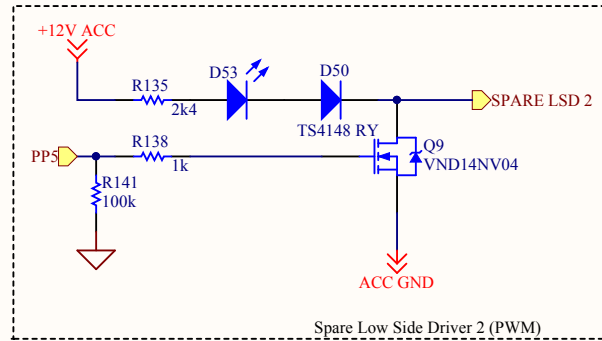 +12V ACC
D53
D50
R135
2k4
TS4148 RY
SPARE LSD 2
PP5
R138
1k
Q9
VND14NV04
R141
100k
ACC GND
Spare Low Side Driver 2 (PWM)